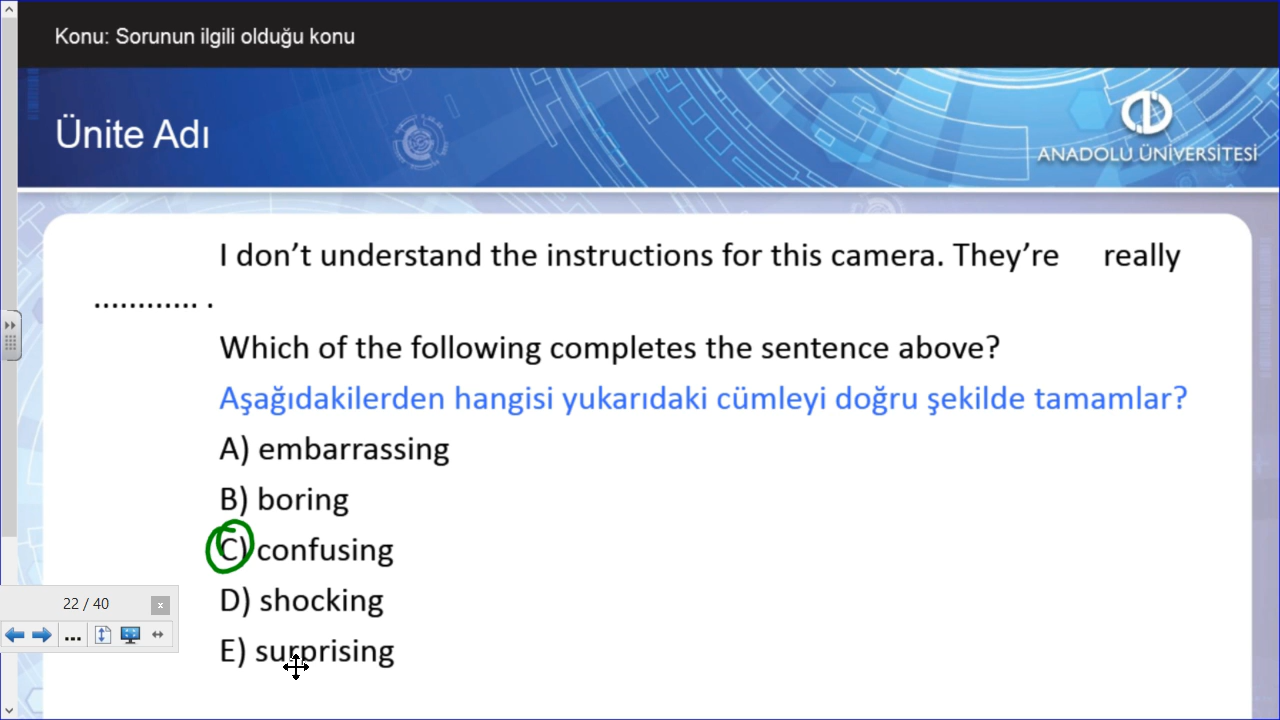 Konu: Sorunun ilgili olduğu konu
Ünite Adı
ANADOLU ÜNİVERSİTESİ
I don’t understand the instructions for this camera. They’re really
............ .
Which of the following completes the sentence above?
Aşağıdakilerden hangisi yukarıdaki cümleyi doğru şekilde tamamlar?
A) embarrassing
B) boring
C) confusing
D) shocking
E) surprising
22 / 40